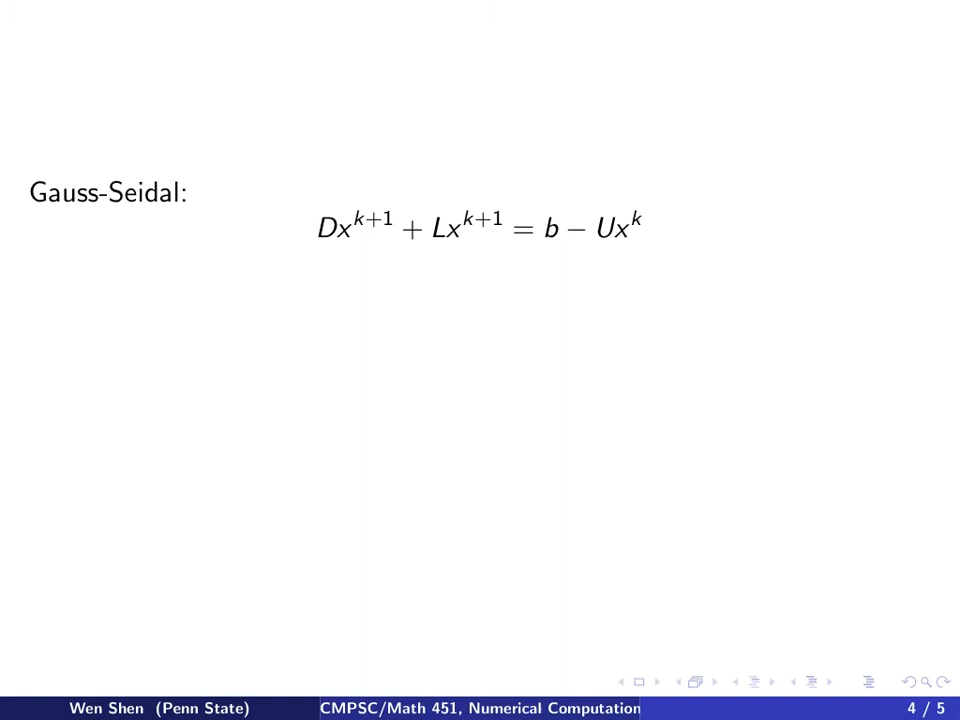 Gauss-Seidal:
Dx^{k+1} + Lx^{k+1} = b − Ux^k
Wen Shen (Penn State)
CMPSC/Math 451, Numerical Computation
4 / 5